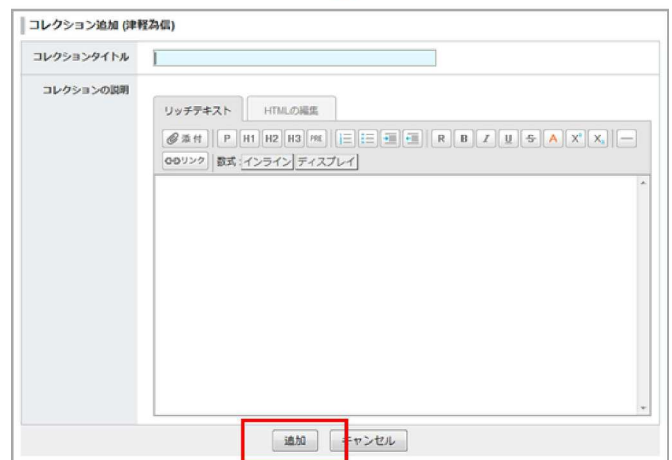 コレクション追加 (津軽為信)
コレクションタイトル
コレクションの説明
リッチテキスト HTMLの編集
添付 P H1 H2 H3 PRE R B I U S A X² X₂ —
リンク 数式: インライン ディスプレイ
追加 キャンセル